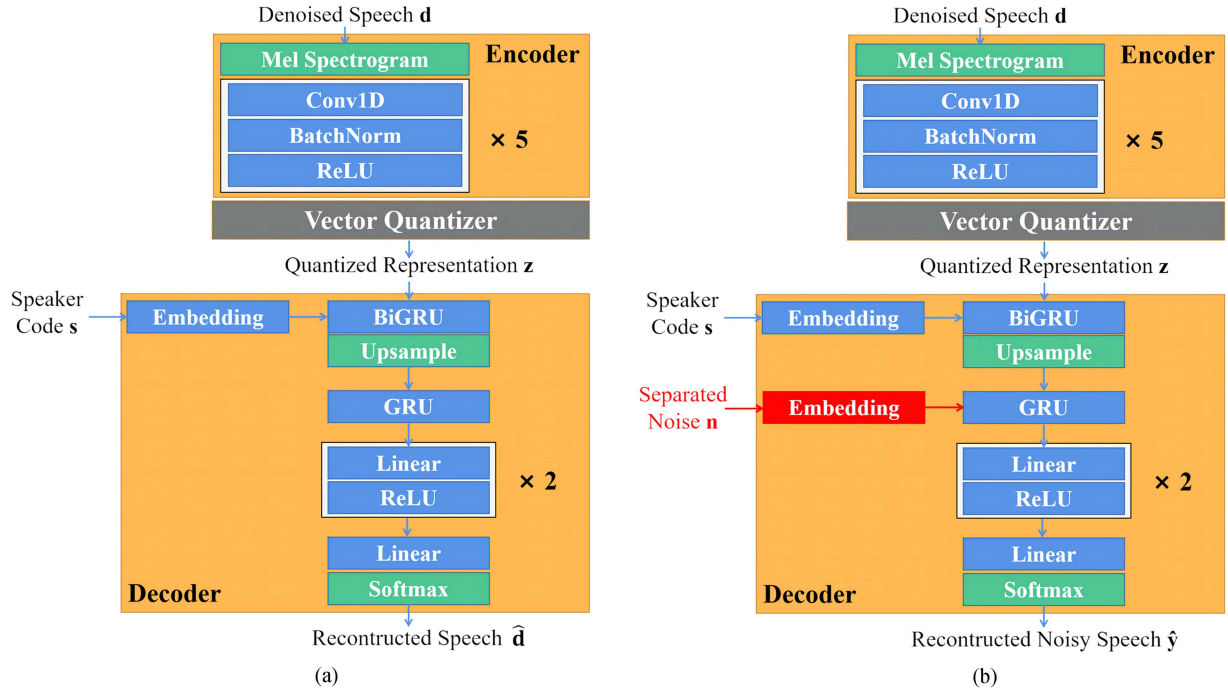 Denoised Speech d
Mel Spectrogram
Encoder
Conv1D
BatchNorm
ReLU
× 5
Vector Quantizer
Quantized Representation z
Speaker
Code s
Embedding
BiGRU
Upsample
GRU
Linear
ReLU
× 2
Linear
Softmax
Decoder
Recontructed Speech d̂
(a)
Denoised Speech d
Mel Spectrogram
Encoder
Conv1D
BatchNorm
ReLU
× 5
Vector Quantizer
Quantized Representation z
Speaker
Code s
Embedding
BiGRU
Upsample
Separated
Noise n
Embedding
GRU
Linear
ReLU
× 2
Linear
Softmax
Decoder
Recontructed Noisy Speech ŷ
(b)